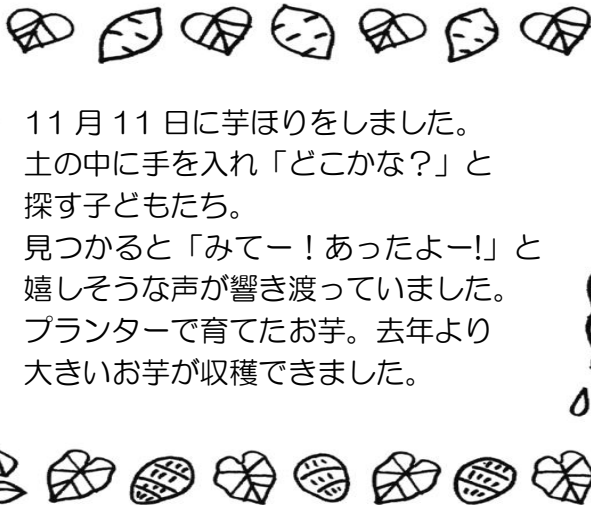 11 月 11 日に芋ほりをしました。
土の中に手を入れ「どこかな？」と
探す子どもたち。
見つかると「みてー！あったよー!」と
嬉しそうな声が響き渡っていました。
プランターで育てたお芋。去年より
大きいお芋が収穫できました。